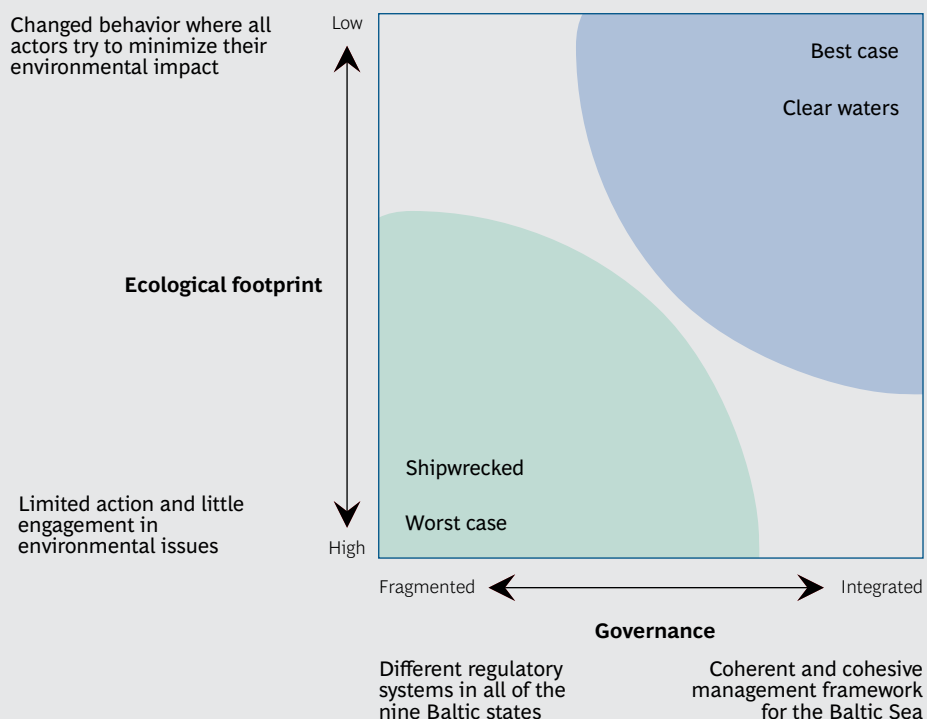 Changed behavior where all
actors try to minimize their
environmental impact
Low
Best case
Clear waters
Ecological footprint
Shipwrecked
Worst case
Limited action and little
engagement in
environmental issues
High
Fragmented
Integrated
Governance
Different regulatory
systems in all of the
nine Baltic states
Coherent and cohesive
management framework
for the Baltic Sea